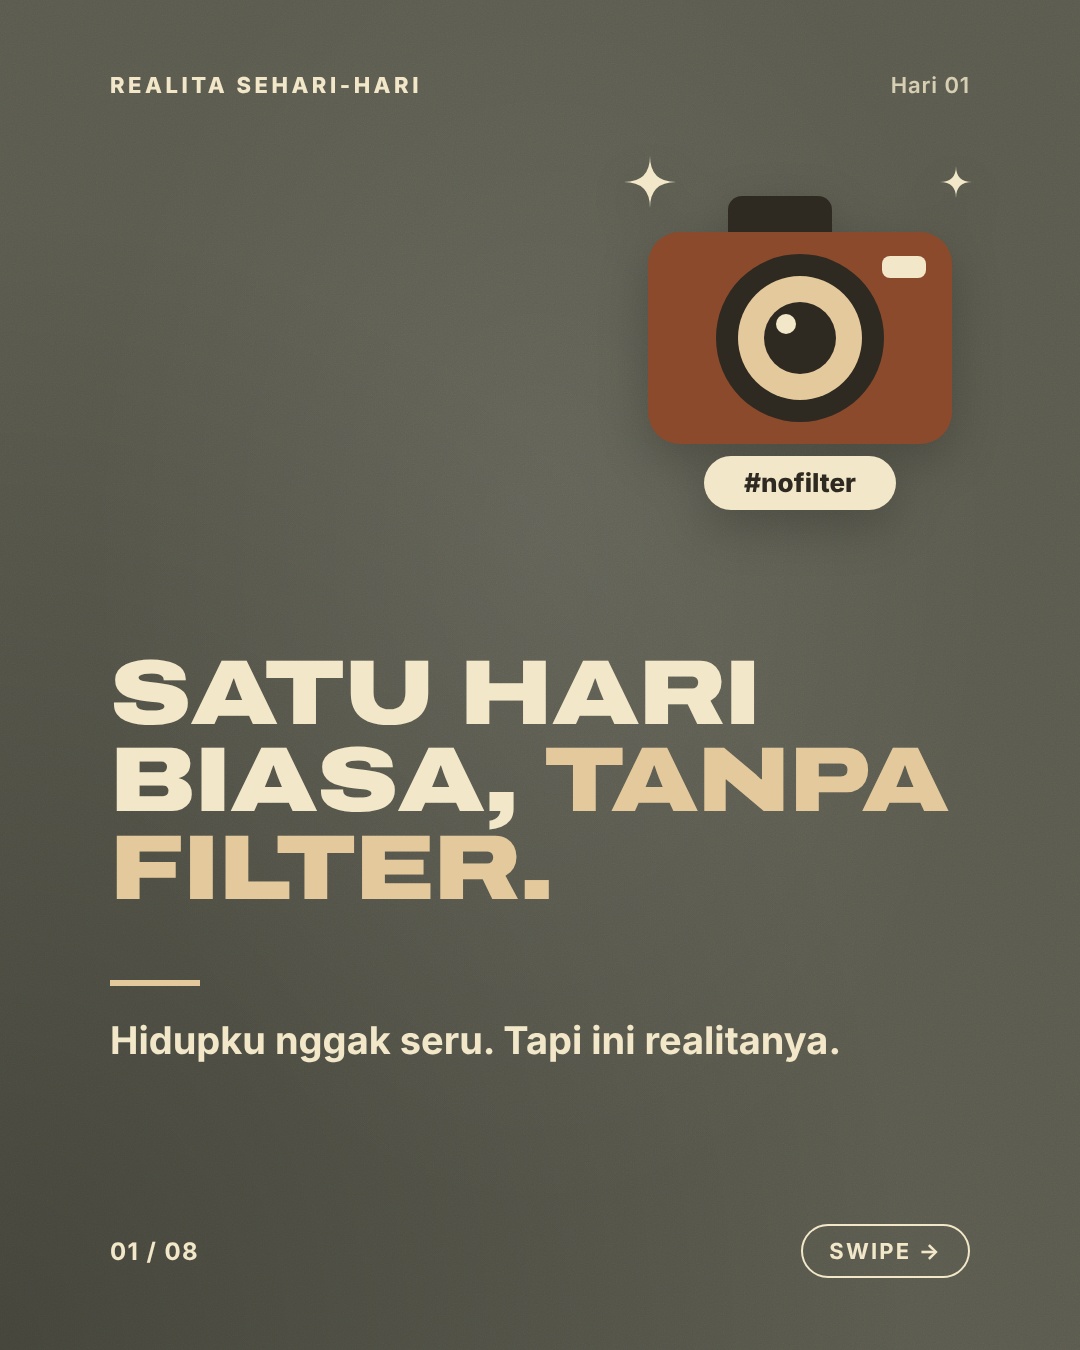 REALITA SEHARI-HARI
Hari 01
#nofilter
SATU HARI
BIASA, TANPA
FILTER.
Hidupku nggak seru. Tapi ini realitanya.
01 / 08
SWIPE →